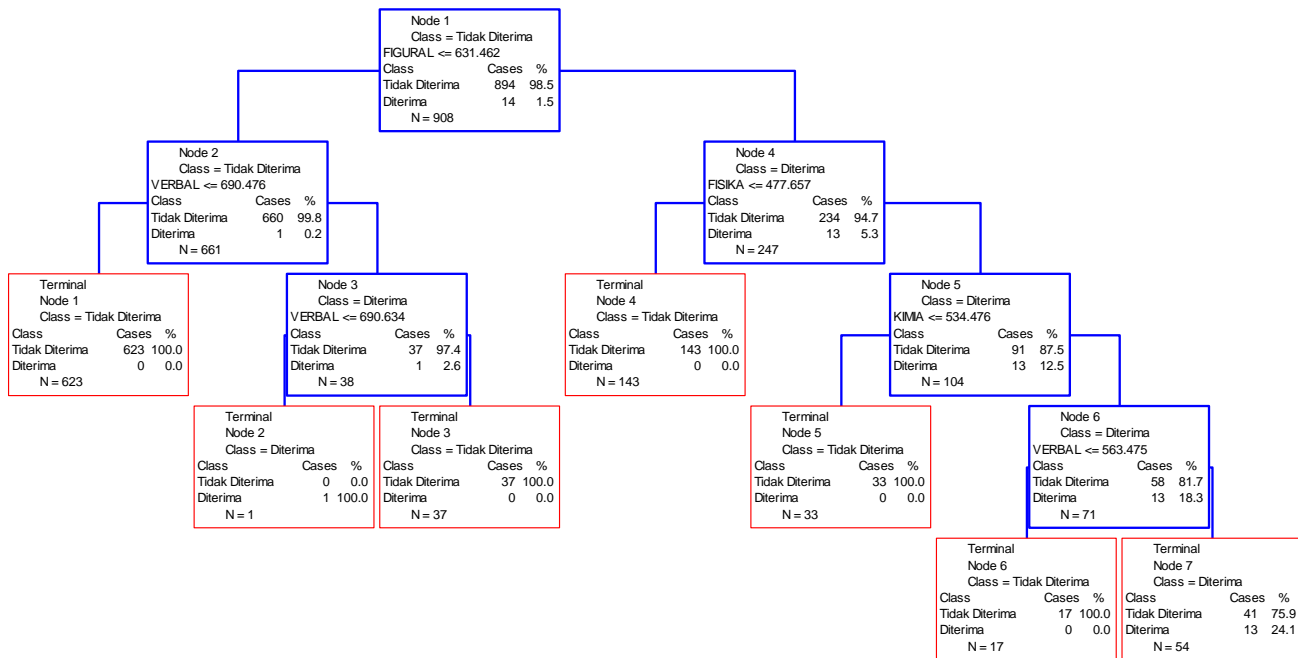 Node 1
Class = Tidak Diterima
FIGURAL <= 631.462
Class Cases %
Tidak Diterima 894 98.5
Diterima 14 1.5
N = 908
Node 2
Class = Tidak Diterima
VERBAL <= 690.476
Class Cases %
Tidak Diterima 660 99.8
Diterima 1 0.2
N = 661
Node 4
Class = Diterima
FISIKA <= 477.657
Class Cases %
Tidak Diterima 234 94.7
Diterima 13 5.3
N = 247
Terminal
Node 1
Class = Tidak Diterima
Class Cases %
Tidak Diterima 623 100.0
Diterima 0 0.0
N = 623
Node 3
Class = Diterima
VERBAL <= 690.634
Class Cases %
Tidak Diterima 37 97.4
Diterima 1 2.6
N = 38
Terminal
Node 4
Class = Tidak Diterima
Class Cases %
Tidak Diterima 143 100.0
Diterima 0 0.0
N = 143
Node 5
Class = Diterima
KIMIA <= 534.476
Class Cases %
Tidak Diterima 91 87.5
Diterima 13 12.5
N = 104
Terminal
Node 2
Class = Diterima
Class Cases %
Tidak Diterima 0 0.0
Diterima 1 100.0
N = 1
Terminal
Node 3
Class = Tidak Diterima
Class Cases %
Tidak Diterima 37 100.0
Diterima 0 0.0
N = 37
Terminal
Node 5
Class = Tidak Diterima
Class Cases %
Tidak Diterima 33 100.0
Diterima 0 0.0
N = 33
Node 6
Class = Diterima
VERBAL <= 563.475
Class Cases %
Tidak Diterima 58 81.7
Diterima 13 18.3
N = 71
Terminal
Node 6
Class = Tidak Diterima
Class Cases %
Tidak Diterima 17 100.0
Diterima 0 0.0
N = 17
Terminal
Node 7
Class = Diterima
Class Cases %
Tidak Diterima 41 75.9
Diterima 13 24.1
N = 54